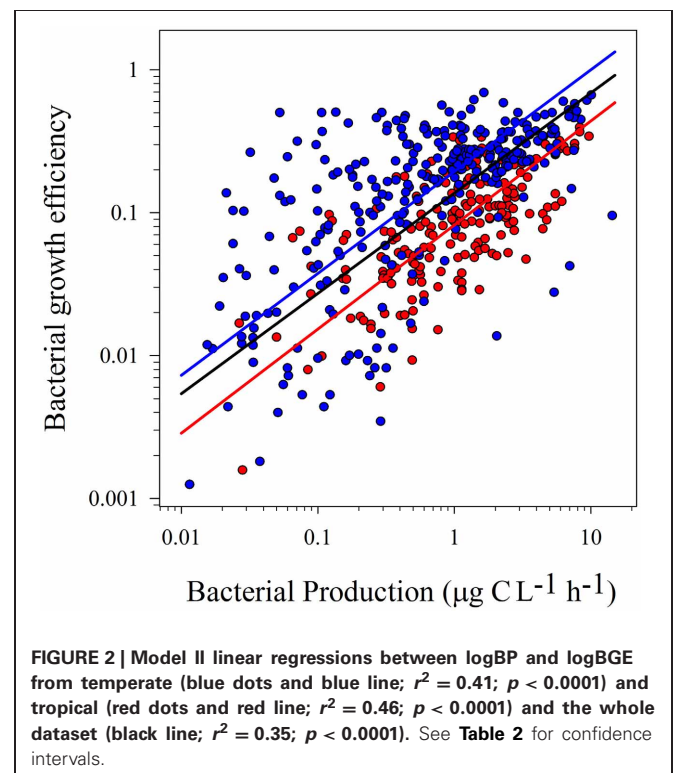 1
0.1
0.01
0.001
Bacterial growth efficiency
0.01 0.1 1 10
Bacterial Production (µg C L-1 h-1)
FIGURE 2 | Model II linear regressions between logBP and logBGE
from temperate (blue dots and blue line; r² = 0.41; p < 0.0001) and
tropical (red dots and red line; r² = 0.46; p < 0.0001) and the whole
dataset (black line; r² = 0.35; p < 0.0001). See Table 2 for confidence
intervals.